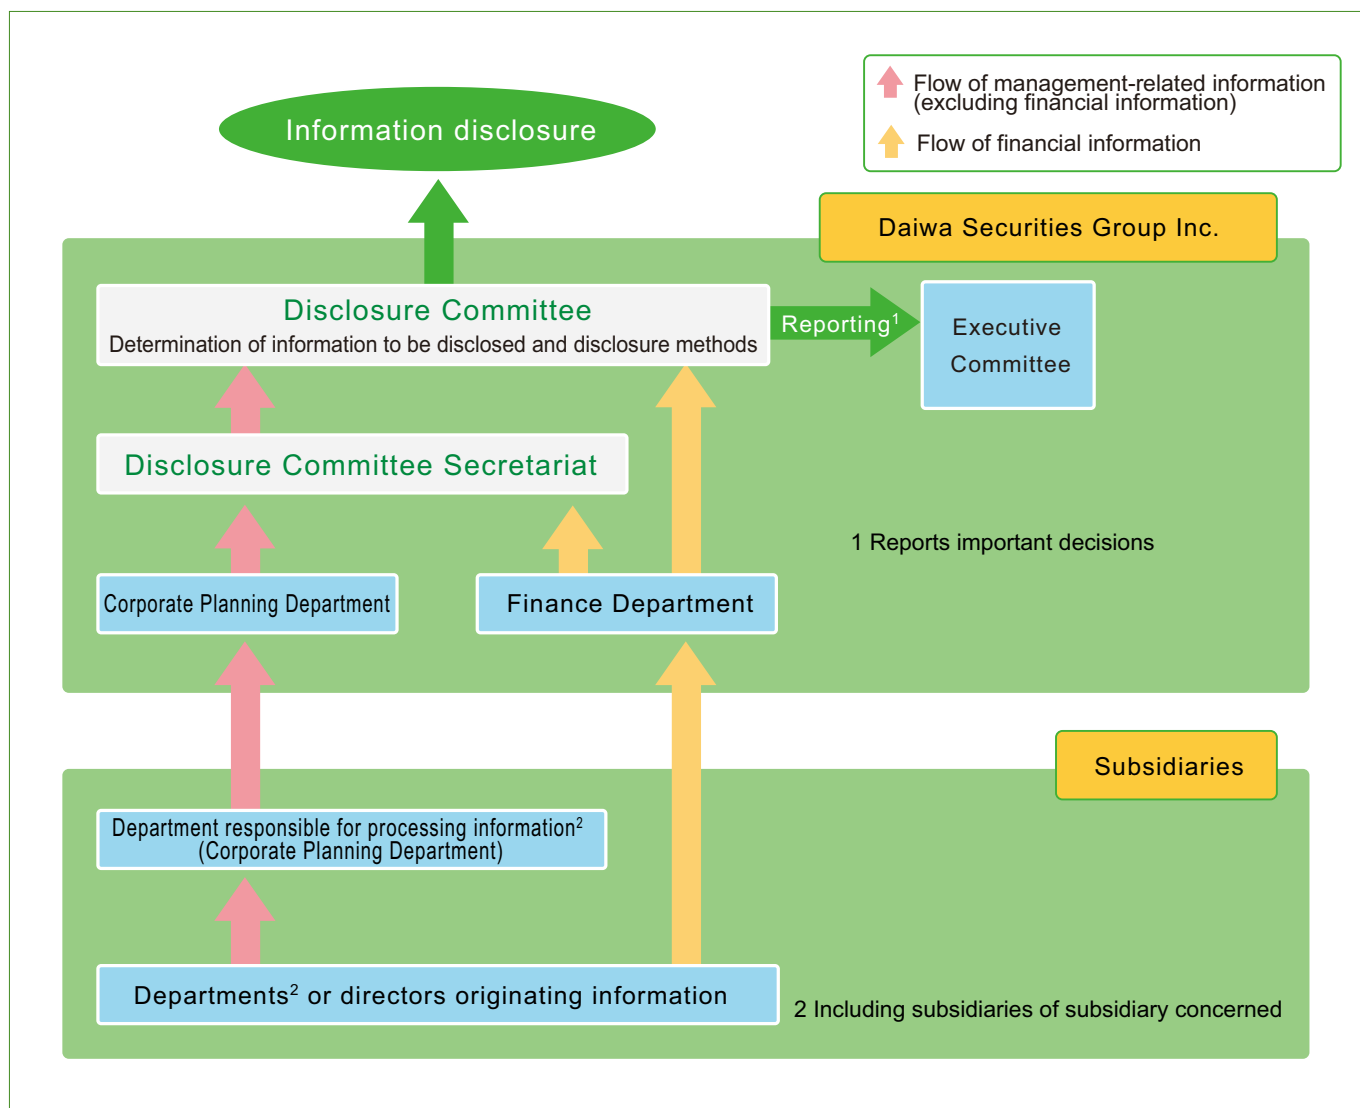 Flow of management-related information
(excluding financial information)
Flow of financial information
Information disclosure
Daiwa Securities Group Inc.
Disclosure Committee
Determination of information to be disclosed and disclosure methods
Reporting1
Executive
Committee
Disclosure Committee Secretariat
1 Reports important decisions
Corporate Planning Department
Finance Department
Subsidiaries
Department responsible for processing information2
(Corporate Planning Department)
Departments2 or directors originating information
2 Including subsidiaries of subsidiary concerned